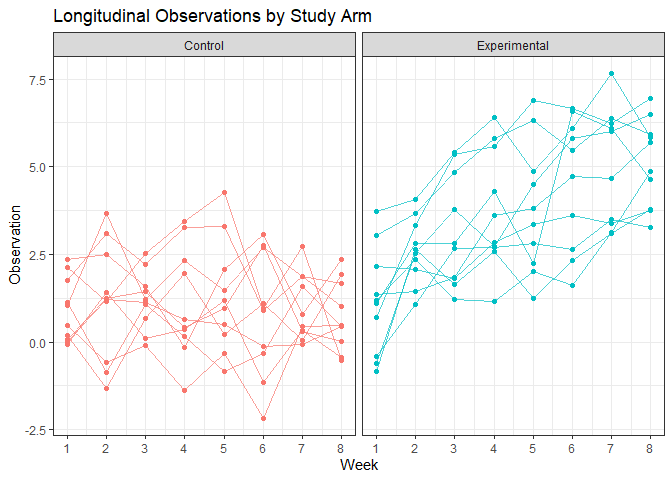 Longitudinal Observations by Study Arm
Control
Experimental
Observation
7.5
5.0
2.5
0.0
-2.5
1 2 3 4 5 6 7 8
1 2 3 4 5 6 7 8
Week